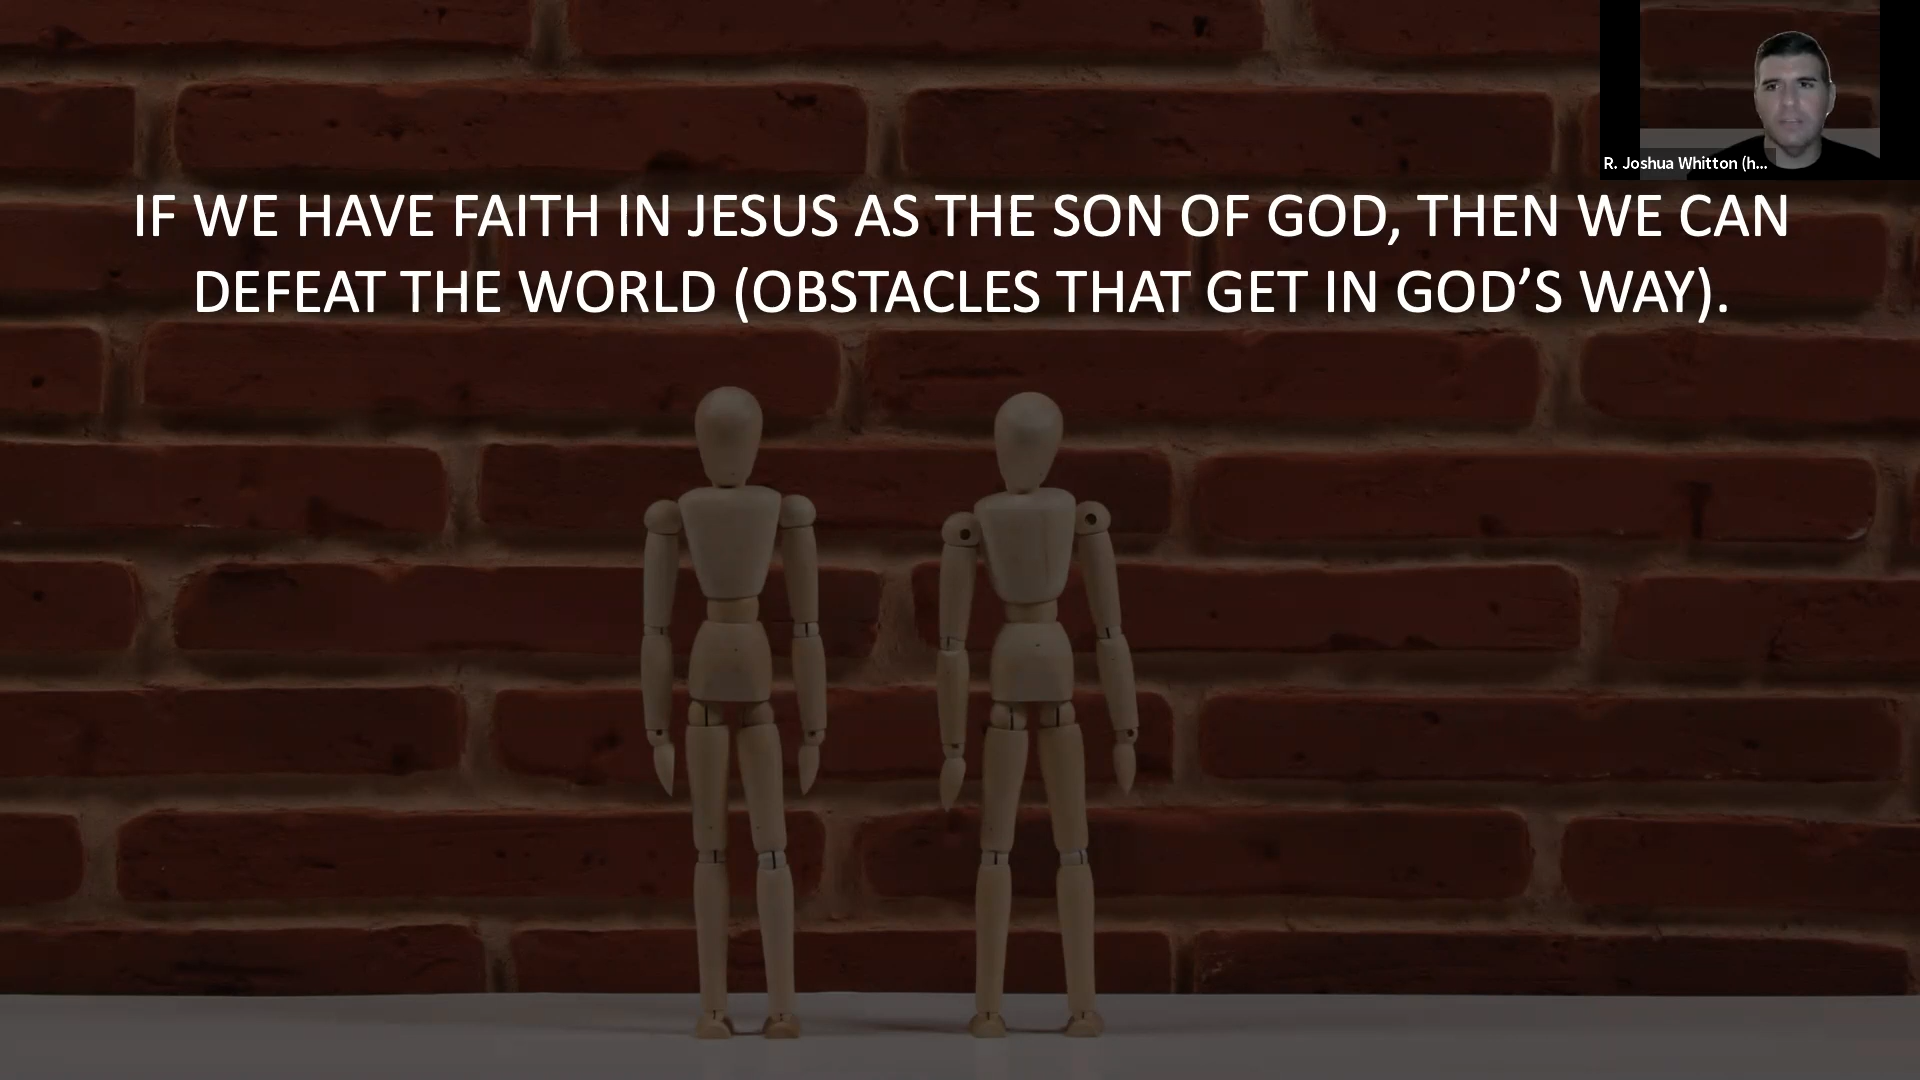 R. Joshua Whitton (h...
IF WE HAVE FAITH IN JESUS AS THE SON OF GOD, THEN WE CAN
DEFEAT THE WORLD (OBSTACLES THAT GET IN GOD’S WAY).